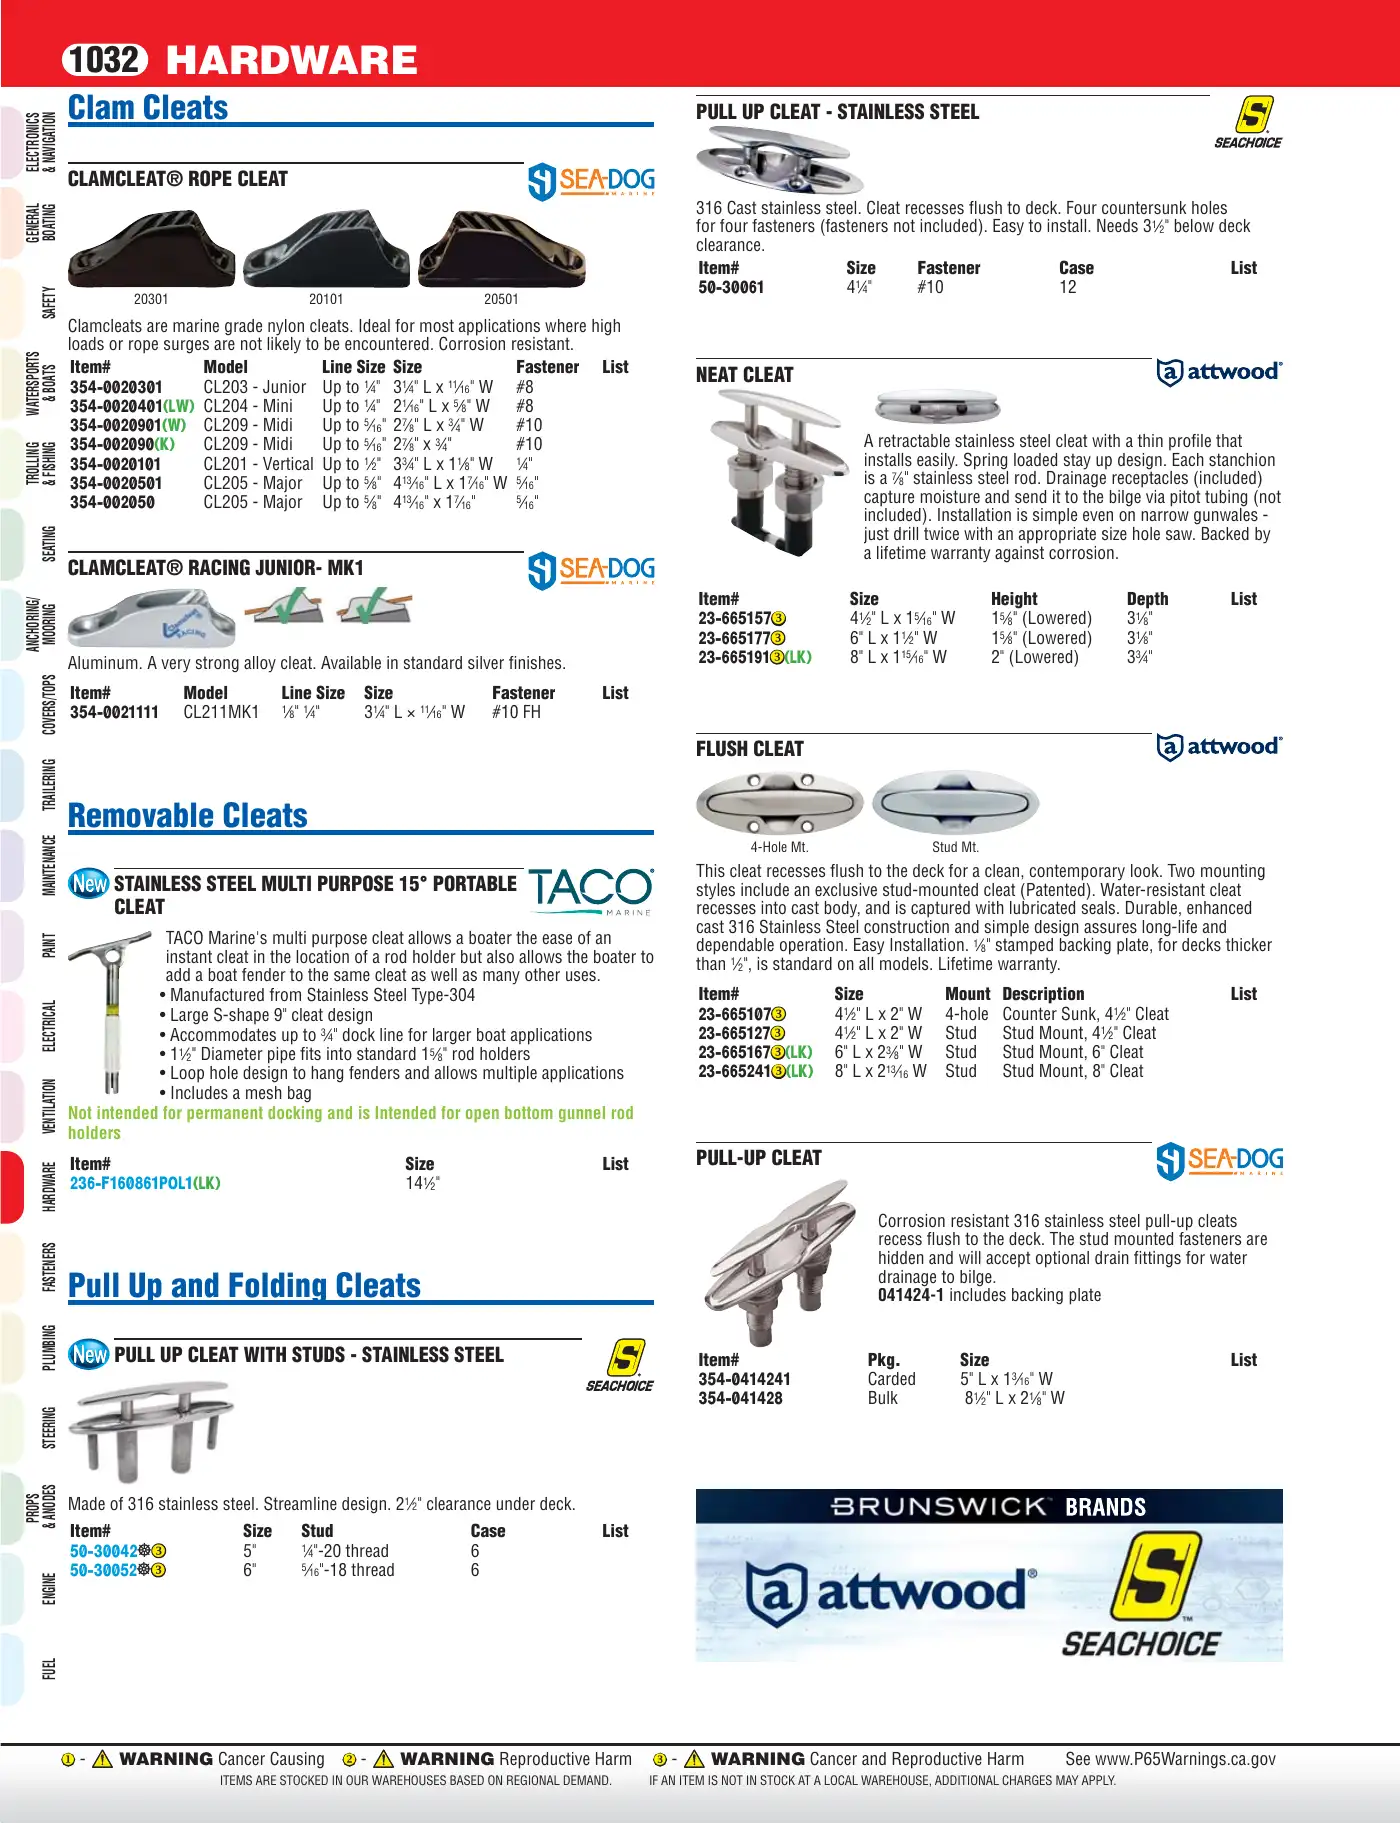 1032 HARDWARE
ELECTRONICS & NAVIGATION
GENERAL BOATING
SAFETY
WATERSPORTS & BOATS
TROLLING & FISHING
SEATING
ANCHORING/ MOORING
COVERS/TOPS
TRAILERING
MAINTENANCE
PAINT
ELECTRICAL
VENTILATION
HARDWARE
FASTENERS
PLUMBING
STEERING
PROPS & ANODES
ENGINE
FUEL
Clam Cleats
CLAMCLEAT® ROPE CLEAT
SEA-DOG
MARINE
20301 20101 20501
Clamcleats are marine grade nylon cleats. Ideal for most applications where high
loads or rope surges are not likely to be encountered. Corrosion resistant.
Item# Model Line Size Size Fastener List
354-0020301 CL203 - Junior Up to ¼" 3¼" L x 11⁄16" W #8
354-0020401(LW) CL204 - Mini Up to ¼" 21⁄16" L x ⅝" W #8
354-0020901(W) CL209 - Midi Up to 5⁄16" 2⅞" L x ¾" W #10
354-002090(K) CL209 - Midi Up to 5⁄16" 2⅞" x ¾" #10
354-0020101 CL201 - Vertical Up to ½" 3¾" L x 1⅛" W ¼"
354-0020501 CL205 - Major Up to ⅝" 413⁄16" L x 17⁄16" W 5⁄16"
354-002050 CL205 - Major Up to ⅝" 413⁄16" x 17⁄16" 5⁄16"
CLAMCLEAT® RACING JUNIOR- MK1
SEA-DOG
MARINE
RACING
Aluminum. A very strong alloy cleat. Available in standard silver finishes.
Item# Model Line Size Size Fastener List
354-0021111 CL211MK1 ⅛" ¼" 3¼" L × 11⁄16" W #10 FH
Removable Cleats
New STAINLESS STEEL MULTI PURPOSE 15° PORTABLE
CLEAT
TACO
MARINE
TACO Marine's multi purpose cleat allows a boater the ease of an
instant cleat in the location of a rod holder but also allows the boater to
add a boat fender to the same cleat as well as many other uses.
• Manufactured from Stainless Steel Type-304
• Large S-shape 9" cleat design
• Accommodates up to ¾" dock line for larger boat applications
• 1½" Diameter pipe fits into standard 1⅝" rod holders
• Loop hole design to hang fenders and allows multiple applications
• Includes a mesh bag
Not intended for permanent docking and is Intended for open bottom gunnel rod
holders
Item# Size List
236-F160861POL1(LK) 14½"
Pull Up and Folding Cleats
New PULL UP CLEAT WITH STUDS - STAINLESS STEEL
SEACHOICE
Made of 316 stainless steel. Streamline design. 2½" clearance under deck.
Item# Size Stud Case List
50-30042 3 5" ¼"-20 thread 6
50-30052 3 6" 5⁄16"-18 thread 6
PULL UP CLEAT - STAINLESS STEEL
SEACHOICE
316 Cast stainless steel. Cleat recesses flush to deck. Four countersunk holes
for four fasteners (fasteners not included). Easy to install. Needs 3½" below deck
clearance.
Item# Size Fastener Case List
50-30061 4¼" #10 12
NEAT CLEAT
attwood
A retractable stainless steel cleat with a thin profile that
installs easily. Spring loaded stay up design. Each stanchion
is a ⅞" stainless steel rod. Drainage receptacles (included)
capture moisture and send it to the bilge via pitot tubing (not
included). Installation is simple even on narrow gunwales -
just drill twice with an appropriate size hole saw. Backed by
a lifetime warranty against corrosion.
Item# Size Height Depth List
23-665157 3 4½" L x 15⁄16" W 1⅝" (Lowered) 3⅛"
23-665177 3 6" L x 1½" W 1⅝" (Lowered) 3⅛"
23-665191 3 (LK) 8" L x 115⁄16" W 2" (Lowered) 3¾"
FLUSH CLEAT
attwood
4-Hole Mt. Stud Mt.
This cleat recesses flush to the deck for a clean, contemporary look. Two mounting
styles include an exclusive stud-mounted cleat (Patented). Water-resistant cleat
recesses into cast body, and is captured with lubricated seals. Durable, enhanced
cast 316 Stainless Steel construction and simple design assures long-life and
dependable operation. Easy Installation. ⅛" stamped backing plate, for decks thicker
than ½", is standard on all models. Lifetime warranty.
Item# Size Mount Description List
23-665107 3 4½" L x 2" W 4-hole Counter Sunk, 4½" Cleat
23-665127 3 4½" L x 2" W Stud Stud Mount, 4½" Cleat
23-665167 3 (LK) 6" L x 2⅜" W Stud Stud Mount, 6" Cleat
23-665241 3 (LK) 8" L x 213⁄16 W Stud Stud Mount, 8" Cleat
PULL-UP CLEAT
SEA-DOG
MARINE
Corrosion resistant 316 stainless steel pull-up cleats
recess flush to the deck. The stud mounted fasteners are
hidden and will accept optional drain fittings for water
drainage to bilge.
041424-1 includes backing plate
Item# Pkg. Size List
354-0414241 Carded 5" L x 13⁄16" W
354-041428 Bulk 8½" L x 2⅛" W
BRUNSWICK™ BRANDS
attwood®
SEACHOICE™
1 - WARNING Cancer Causing 2 - WARNING Reproductive Harm 3 - WARNING Cancer and Reproductive Harm See www.P65Warnings.ca.gov
ITEMS ARE STOCKED IN OUR WAREHOUSES BASED ON REGIONAL DEMAND. IF AN ITEM IS NOT IN STOCK AT A LOCAL WAREHOUSE, ADDITIONAL CHARGES MAY APPLY.